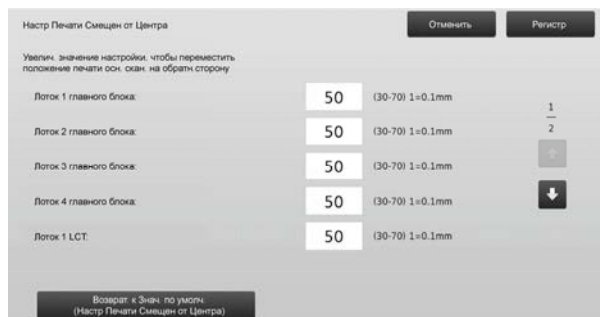 Настр Печати Смещен от Центра
Отменить
Регистр
Увелич. значение настройки. чтобы переместить
положение печати осн. скан. на обратн сторону
Лоток 1 главного блока: 50 (30-70) 1=0.1mm
1
2
Лоток 2 главного блока: 50 (30-70) 1=0.1mm
Лоток 3 главного блока: 50 (30-70) 1=0.1mm
Лоток 4 главного блока: 50 (30-70) 1=0.1mm
Лоток 1 LCT: 50 (30-70) 1=0.1mm
Возврат. к Знач. по умолч.
(Настр Печати Смещен от Центра)